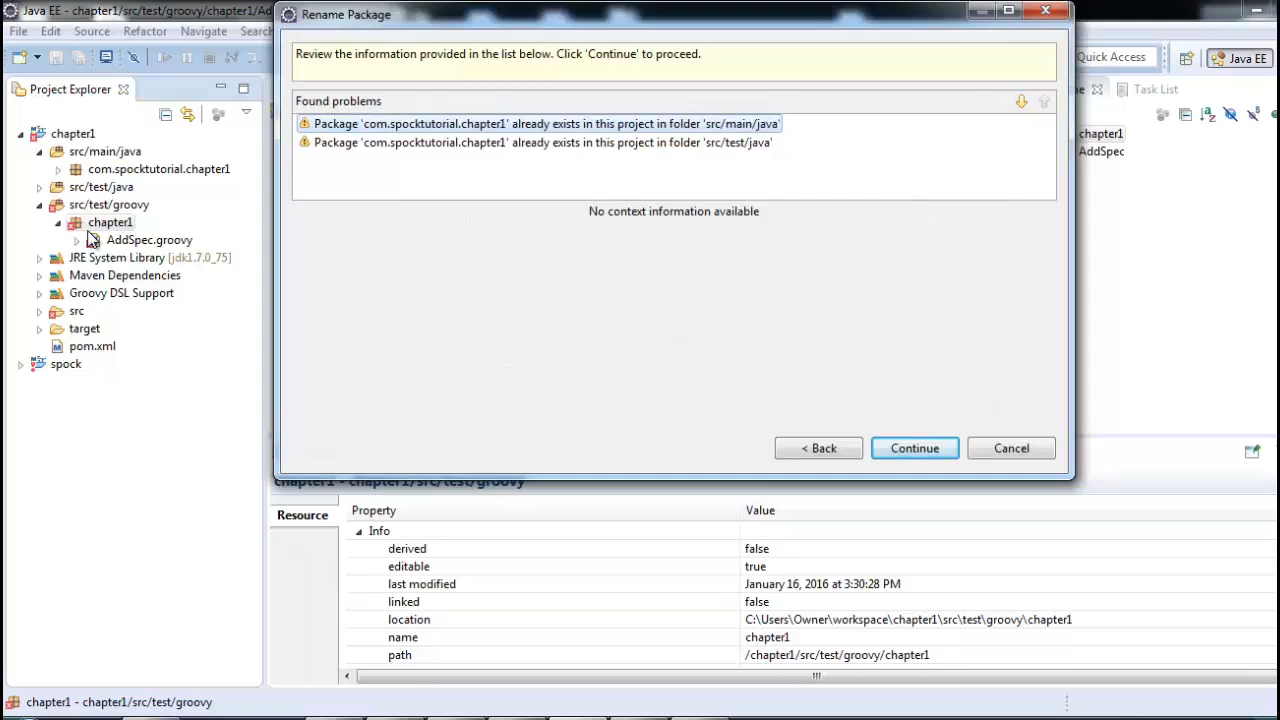 Java EE - chapter1/src/test/groovy/chapter1/Ad
Rename Package
File Edit Source Refactor Navigate Search
Review the information provided in the list below. Click 'Continue' to proceed.
Quick Access
Java EE
Project Explorer
Found problems
Task List
Package 'com.spocktutorial.chapter1' already exists in this project in folder 'src/main/java'
Package 'com.spocktutorial.chapter1' already exists in this project in folder 'src/test/java'
chapter1
src/main/java
com.spocktutorial.chapter1
src/test/java
src/test/groovy
chapter1
AddSpec.groovy
JRE System Library [jdk1.7.0_75]
Maven Dependencies
Groovy DSL Support
src
target
pom.xml
spock
chapter1
AddSpec
No context information available
< Back Continue Cancel
chapter1 - chapter1/src/test/groovy
Resource
Property Value
Info
derived false
editable true
last modified January 16, 2016 at 3:30:28 PM
linked false
location C:\Users\Owner\workspace\chapter1\src\test\groovy\chapter1
name chapter1
path /chapter1/src/test/groovy/chapter1
chapter1 - chapter1/src/test/groovy